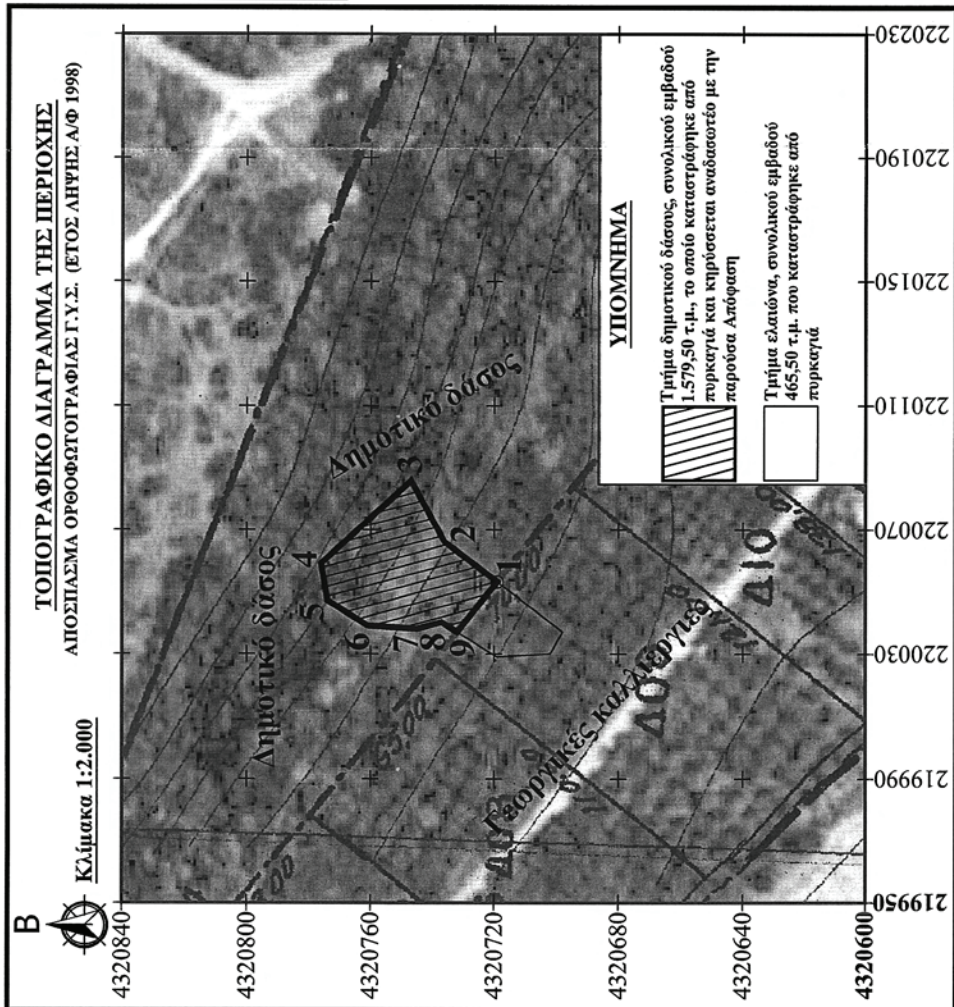 ΤΟΠΟΓΡΑΦΙΚΟ ΔΙΑΓΡΑΜΜΑ ΤΗΣ ΠΕΡΙΟΧΗΣ
ΑΠΟΣΠΑΣΜΑ ΟΡΘΟΦΩΤΟΓΡΑΦΙΑΣ Γ.Υ.Σ. (ΕΤΟΣ ΛΗΨΗΣ Α/Φ 1998)
Β
Κλίμακα 1:2.000
4320840
4320800
4320760
4320720
4320680
4320640
4320600
219950
219990
220030
220070
220110
220150
220190
220230
Δημοτικό δάσος
Δημοτικό δάσος
1
2
3
4
5
6
7
8
9
Γεωργικές καλλιέργιες
ΥΠΟΜΝΗΜΑ
Τμήμα δημοτικού δάσους, συνολικού εμβαδού
1.579,50 τ.μ., το οποίο καταστράφηκε από
πυρκαγιά και κηρύσσεται αναδασωτέο με την
παρούσα Απόφαση
Τμήμα ελαιώνα, συνολικού εμβαδού
465,50 τ.μ. που καταστράφηκε από
πυρκαγιά